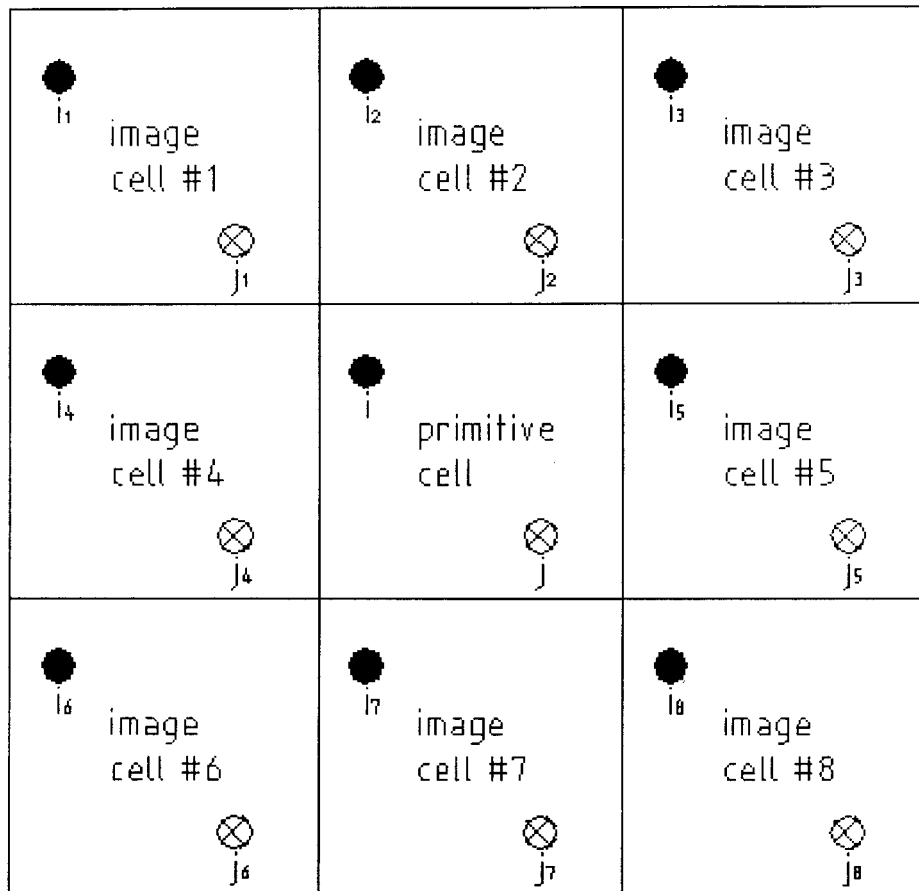 i1
image
cell #1
j1
i2
image
cell #2
j2
i3
image
cell #3
j3
i4
image
cell #4
j4
i
primitive
cell
j
i5
image
cell #5
j5
i6
image
cell #6
j6
i7
image
cell #7
j7
i8
image
cell #8
j8